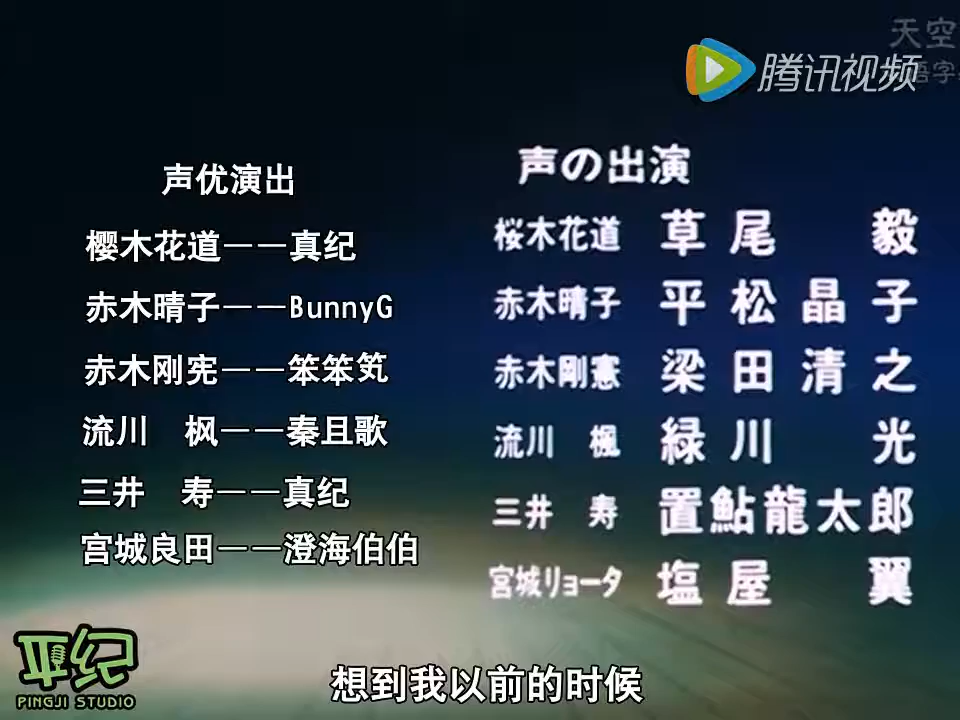 天空
腾讯视频
语字
声优演出
樱木花道——真纪
赤木晴子——BunnyG
赤木刚宪——笨笨笂
流川　枫——秦且歌
三井　寿——真纪
宫城良田——澄海伯伯
声の出演
桜木花道 草尾 毅
赤木晴子 平松晶子
赤木剛憲 梁田清之
流川　楓 緑川 光
三井　寿 置鮎龍太郎
宮城リョータ 塩屋 翼
平纪
PINGJI STUDIO
想到我以前的时候